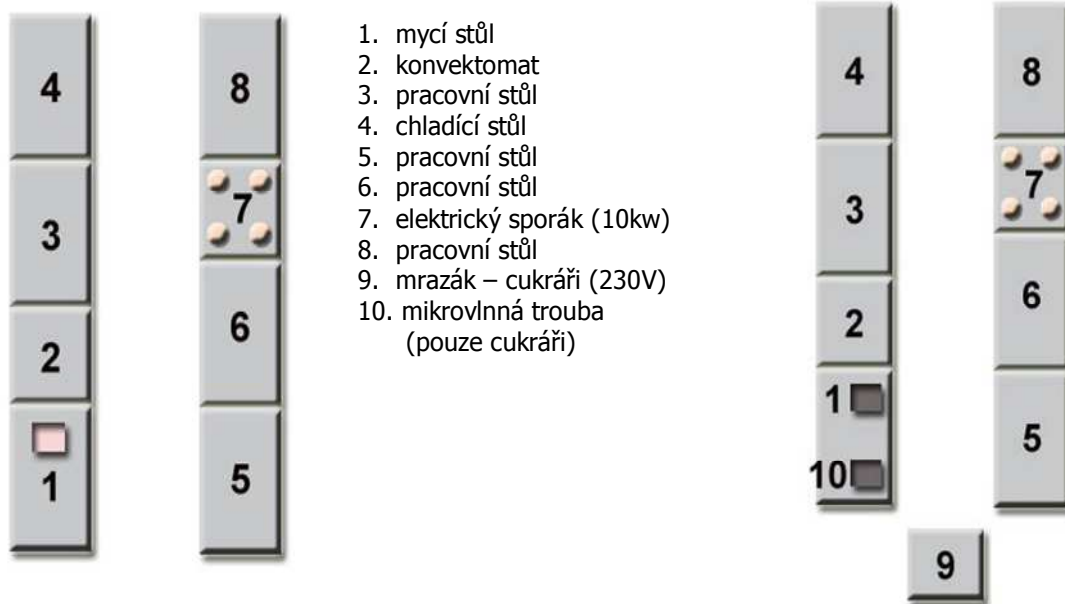 4
3
2
1
8
7
6
5
1. mycí stůl
2. konvektomat
3. pracovní stůl
4. chladící stůl
5. pracovní stůl
6. pracovní stůl
7. elektrický sporák (10kw)
8. pracovní stůl
9. mrazák – cukráři (230V)
10. mikrovlnná trouba
(pouze cukráři)
4
3
2
1
10
8
7
6
5
9